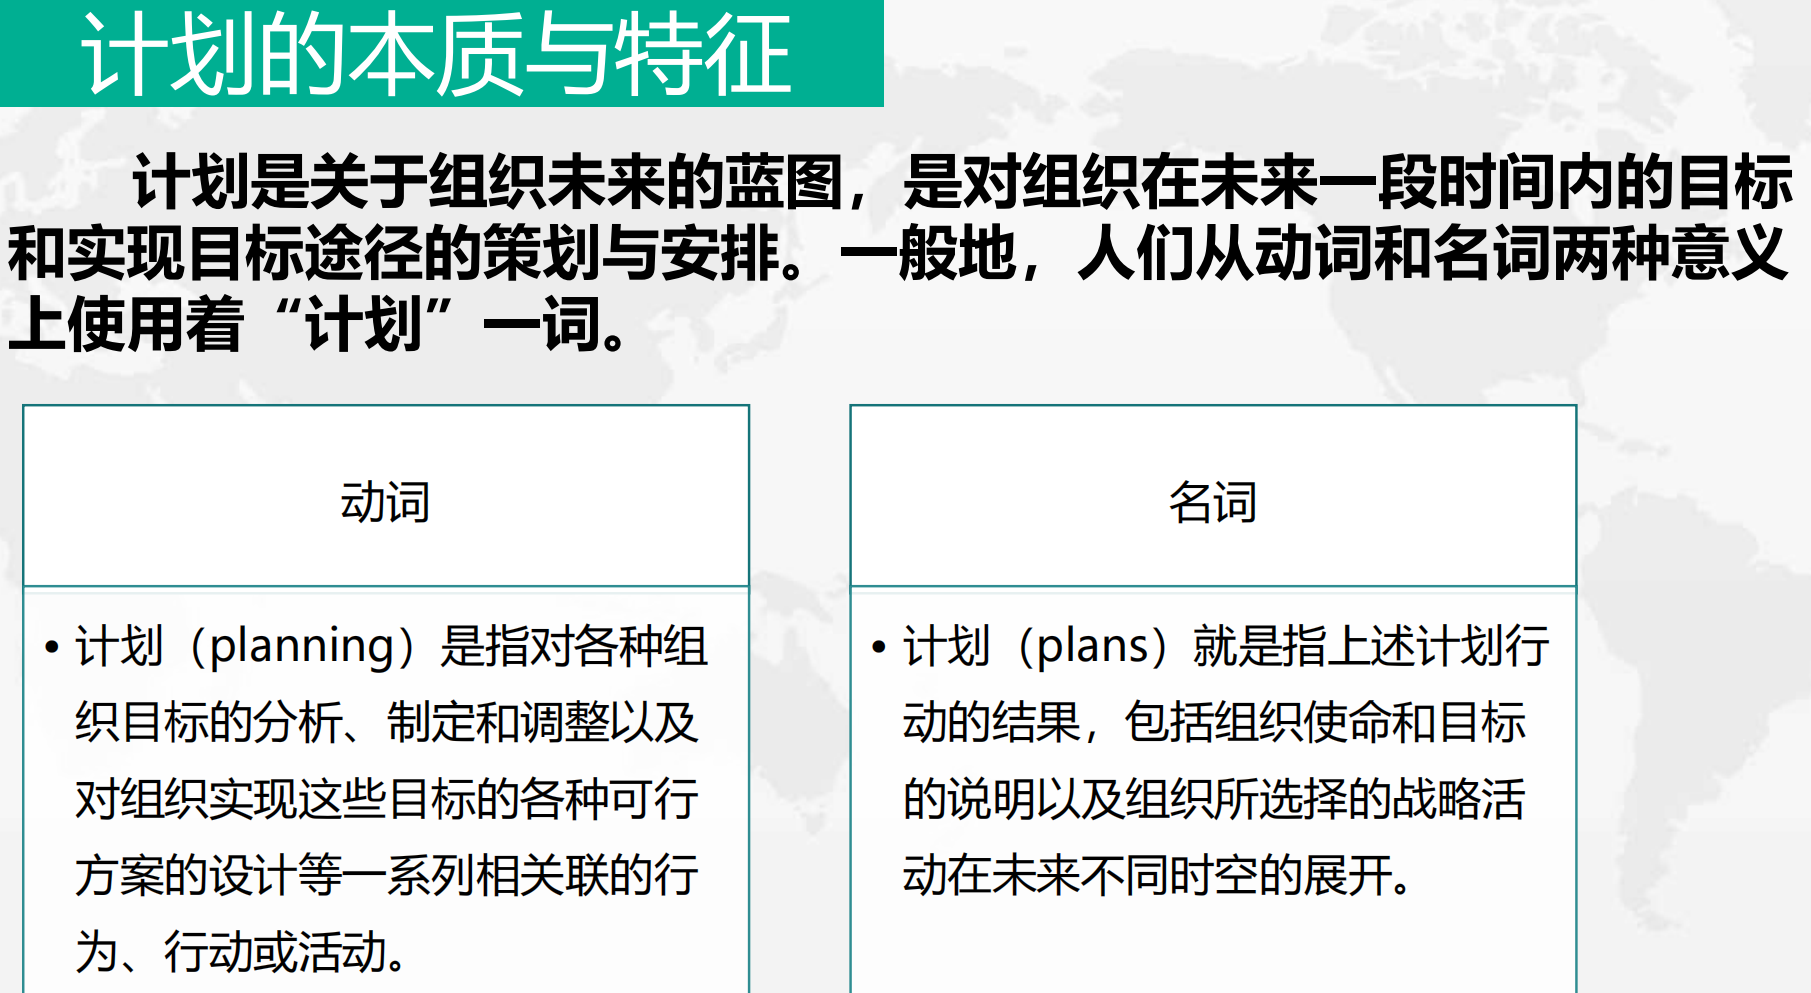 计划的本质与特征
计划是关于组织未来的蓝图，是对组织在未来一段时间内的目标
和实现目标途径的策划与安排。一般地，人们从动词和名词两种意义
上使用着“计划”一词。
动词
• 计划（planning）是指对各种组
织目标的分析、制定和调整以及
对组织实现这些目标的各种可行
方案的设计等一系列相关联的行
为、行动或活动。
名词
• 计划（plans）就是指上述计划行
动的结果，包括组织使命和目标
的说明以及组织所选择的战略活
动在未来不同时空的展开。